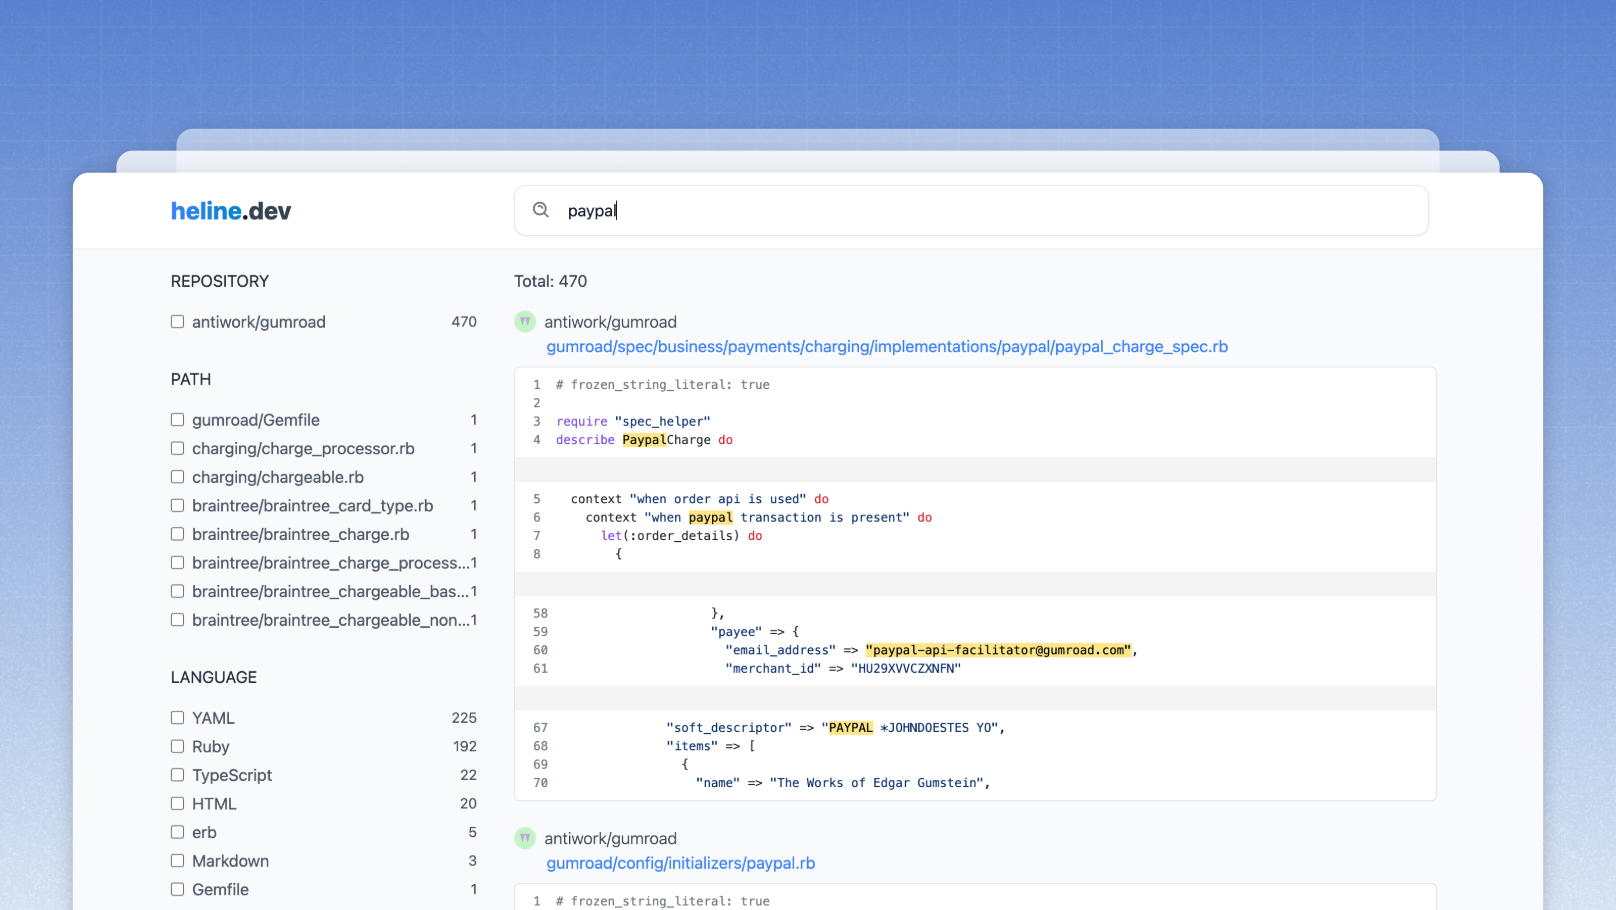 heline.dev
paypal
REPOSITORY
antiwork/gumroad 470
PATH
gumroad/Gemfile 1
charging/charge_processor.rb 1
charging/chargeable.rb 1
braintree/braintree_card_type.rb 1
braintree/braintree_charge.rb 1
braintree/braintree_charge_process... 1
braintree/braintree_chargeable_bas... 1
braintree/braintree_chargeable_non... 1
LANGUAGE
YAML 225
Ruby 192
TypeScript 22
HTML 20
erb 5
Markdown 3
Gemfile 1
Total: 470
antiwork/gumroad
gumroad/spec/business/payments/charging/implementations/paypal/paypal_charge_spec.rb
1 # frozen_string_literal: true
2
3 require "spec_helper"
4 describe PaypalCharge do
5 context "when order api is used" do
6 context "when paypal transaction is present" do
7 let(:order_details) do
8 {
58 },
59 "payee" => {
60 "email_address" => "paypal-api-facilitator@gumroad.com",
61 "merchant_id" => "HU29XVVCZXNFN"
67 "soft_descriptor" => "PAYPAL *JOHNDOESTES YO",
68 "items" => [
69 {
70 "name" => "The Works of Edgar Gumstein",
antiwork/gumroad
gumroad/config/initializers/paypal.rb
1 # frozen_string_literal: true